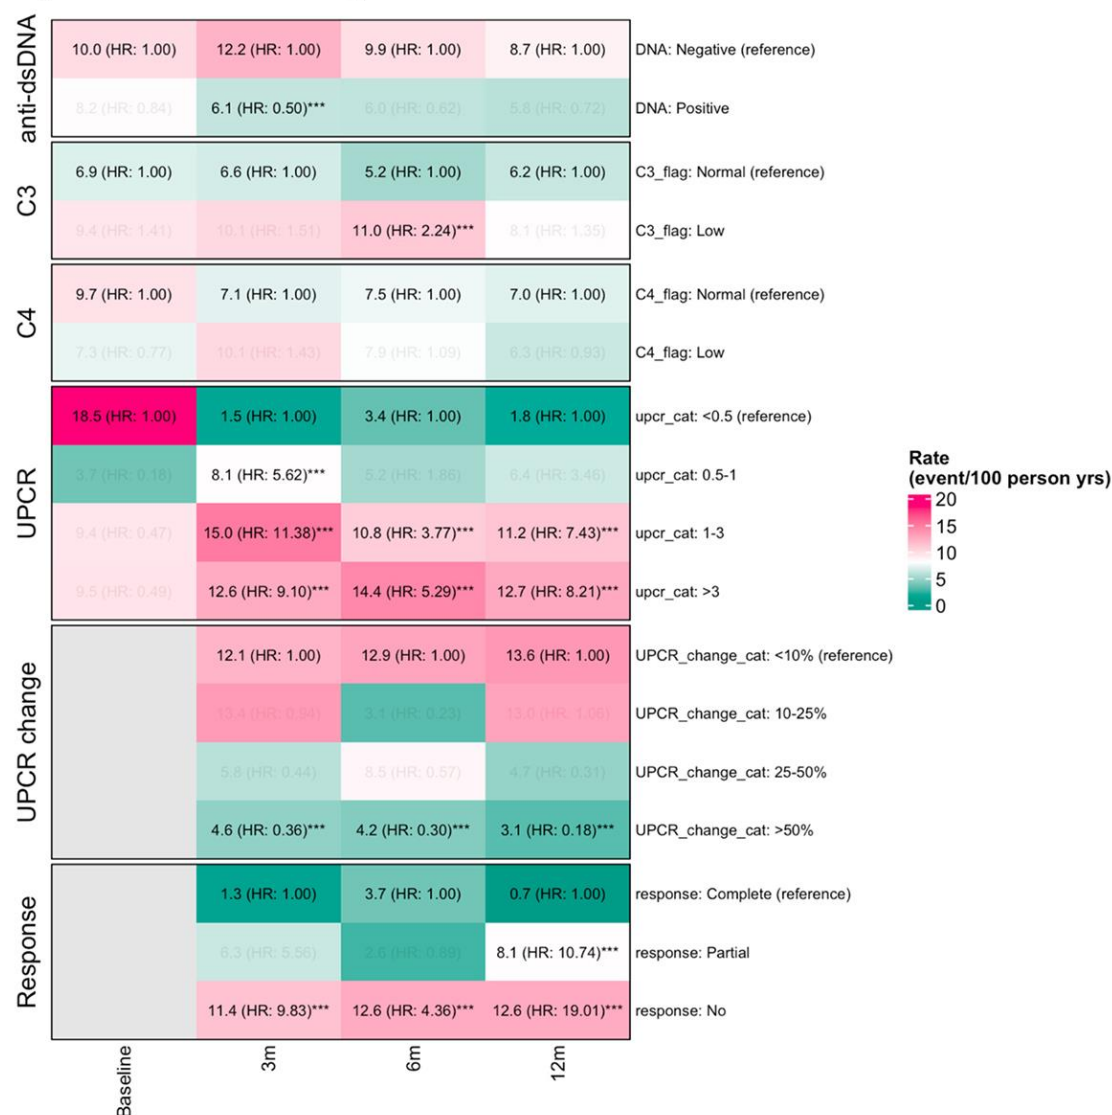 anti-dsDNA
10.0 (HR: 1.00) 12.2 (HR: 1.00) 9.9 (HR: 1.00) 8.7 (HR: 1.00) DNA: Negative (reference)
8.2 (HR: 0.84) 6.1 (HR: 0.50)*** 6.0 (HR: 0.62) 5.8 (HR: 0.72) DNA: Positive
C3
6.9 (HR: 1.00) 6.6 (HR: 1.00) 5.2 (HR: 1.00) 6.2 (HR: 1.00) C3_flag: Normal (reference)
9.4 (HR: 1.41) 10.1 (HR: 1.51) 11.0 (HR: 2.24)*** 8.1 (HR: 1.35) C3_flag: Low
C4
9.7 (HR: 1.00) 7.1 (HR: 1.00) 7.5 (HR: 1.00) 7.0 (HR: 1.00) C4_flag: Normal (reference)
7.3 (HR: 0.77) 10.1 (HR: 1.43) 7.9 (HR: 1.09) 6.3 (HR: 0.93) C4_flag: Low
UPCR
18.5 (HR: 1.00) 1.5 (HR: 1.00) 3.4 (HR: 1.00) 1.8 (HR: 1.00) upcr_cat: <0.5 (reference)
3.7 (HR: 0.18) 8.1 (HR: 5.62)*** 5.2 (HR: 1.86) 6.4 (HR: 3.46) upcr_cat: 0.5-1
9.4 (HR: 0.47) 15.0 (HR: 11.38)*** 10.8 (HR: 3.77)*** 11.2 (HR: 7.43)*** upcr_cat: 1-3
9.5 (HR: 0.49) 12.6 (HR: 9.10)*** 14.4 (HR: 5.29)*** 12.7 (HR: 8.21)*** upcr_cat: >3
UPCR change
12.1 (HR: 1.00) 12.9 (HR: 1.00) 13.6 (HR: 1.00) UPCR_change_cat: <10% (reference)
13.4 (HR: 0.94) 3.1 (HR: 0.23) 13.0 (HR: 1.06) UPCR_change_cat: 10-25%
5.8 (HR: 0.44) 8.5 (HR: 0.57) 4.7 (HR: 0.31) UPCR_change_cat: 25-50%
4.6 (HR: 0.36)*** 4.2 (HR: 0.30)*** 3.1 (HR: 0.18)*** UPCR_change_cat: >50%
Response
1.3 (HR: 1.00) 3.7 (HR: 1.00) 0.7 (HR: 1.00) response: Complete (reference)
6.3 (HR: 5.56) 2.6 (HR: 0.89) 8.1 (HR: 10.74)*** response: Partial
11.4 (HR: 9.83)*** 12.6 (HR: 4.36)*** 12.6 (HR: 19.01)*** response: No
Baseline 3m 6m 12m
Rate
(event/100 person yrs)
20
15
10
5
0